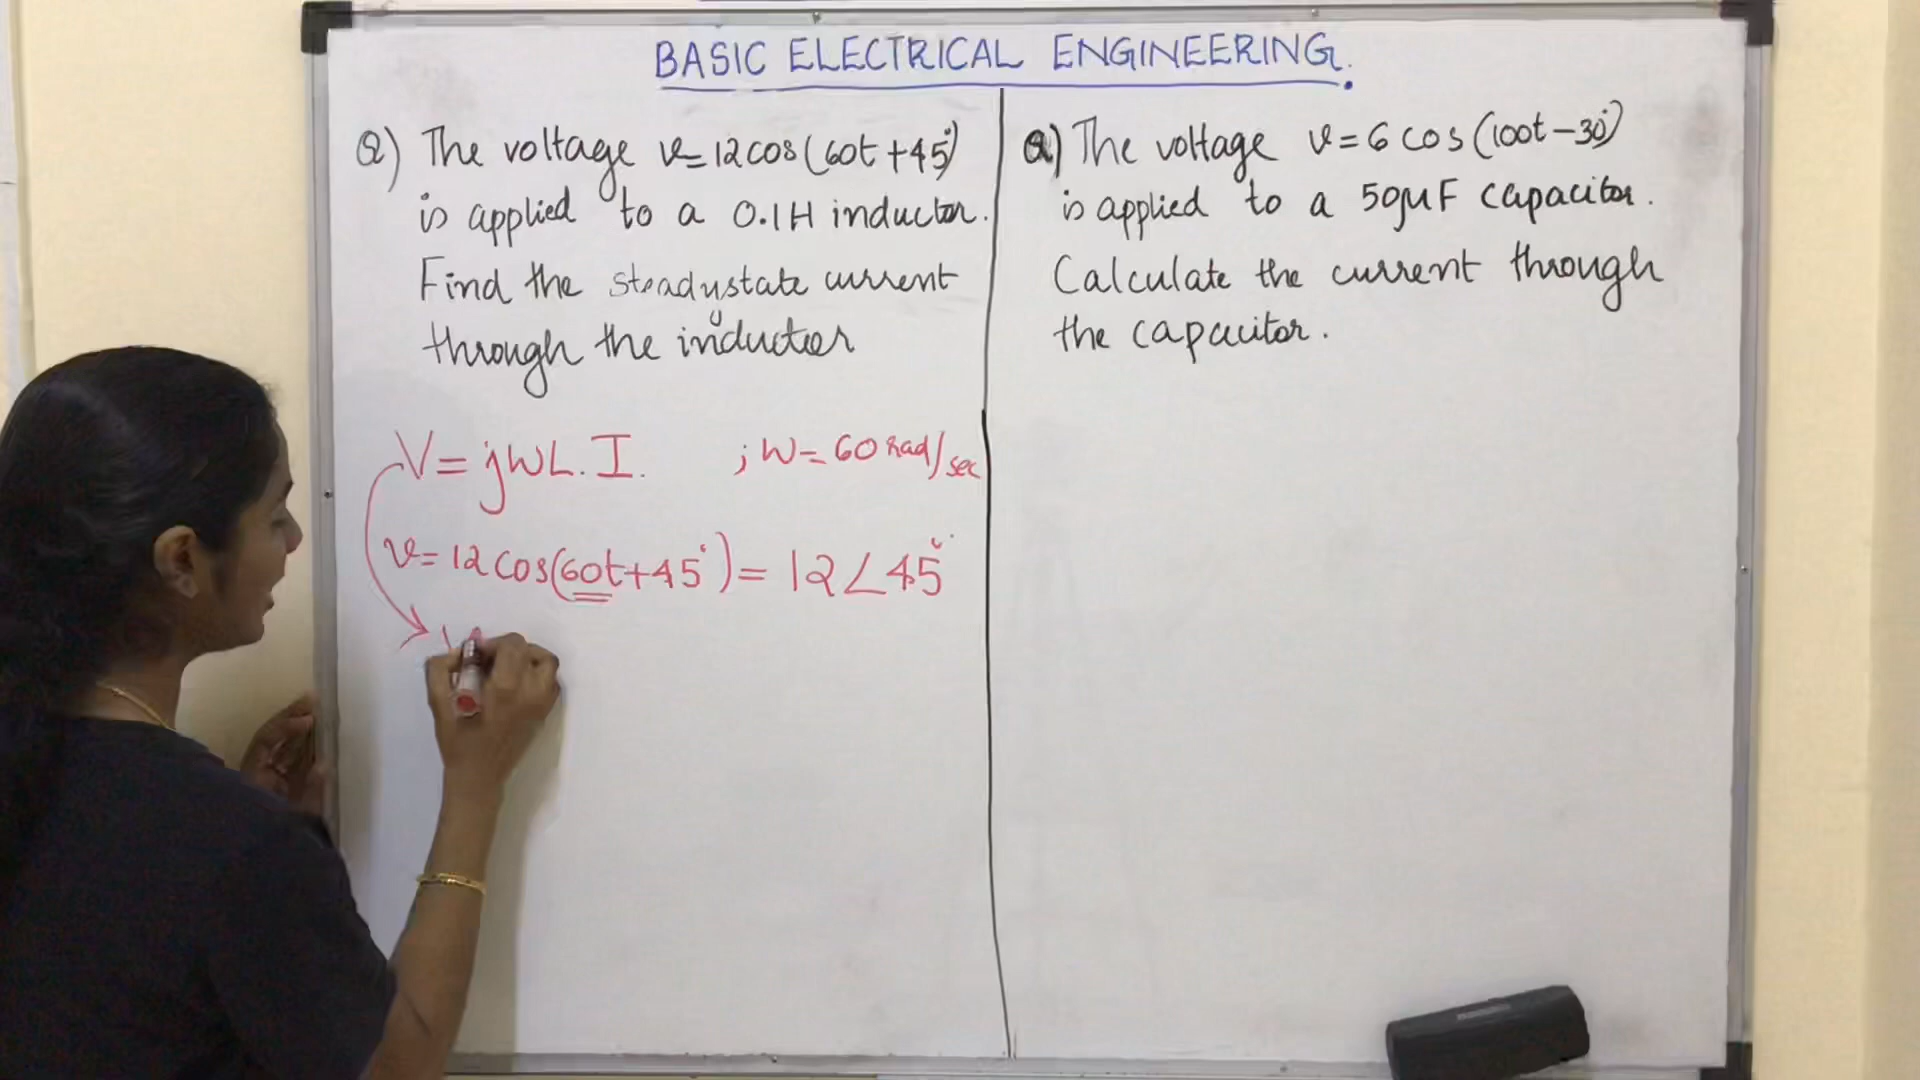 BASIC ELECTRICAL ENGINEERING.
Q) The voltage v=12cos(60t+45°)
is applied to a 0.1H inductor.
Find the steadystate current
through the inductor
V=jWL.I. ; W=60 rad/sec
v=12cos(60t+45°)=12∠45°
Q) The voltage v=6cos(100t-30°)
is applied to a 50μF capacitor.
Calculate the current through
the capacitor.